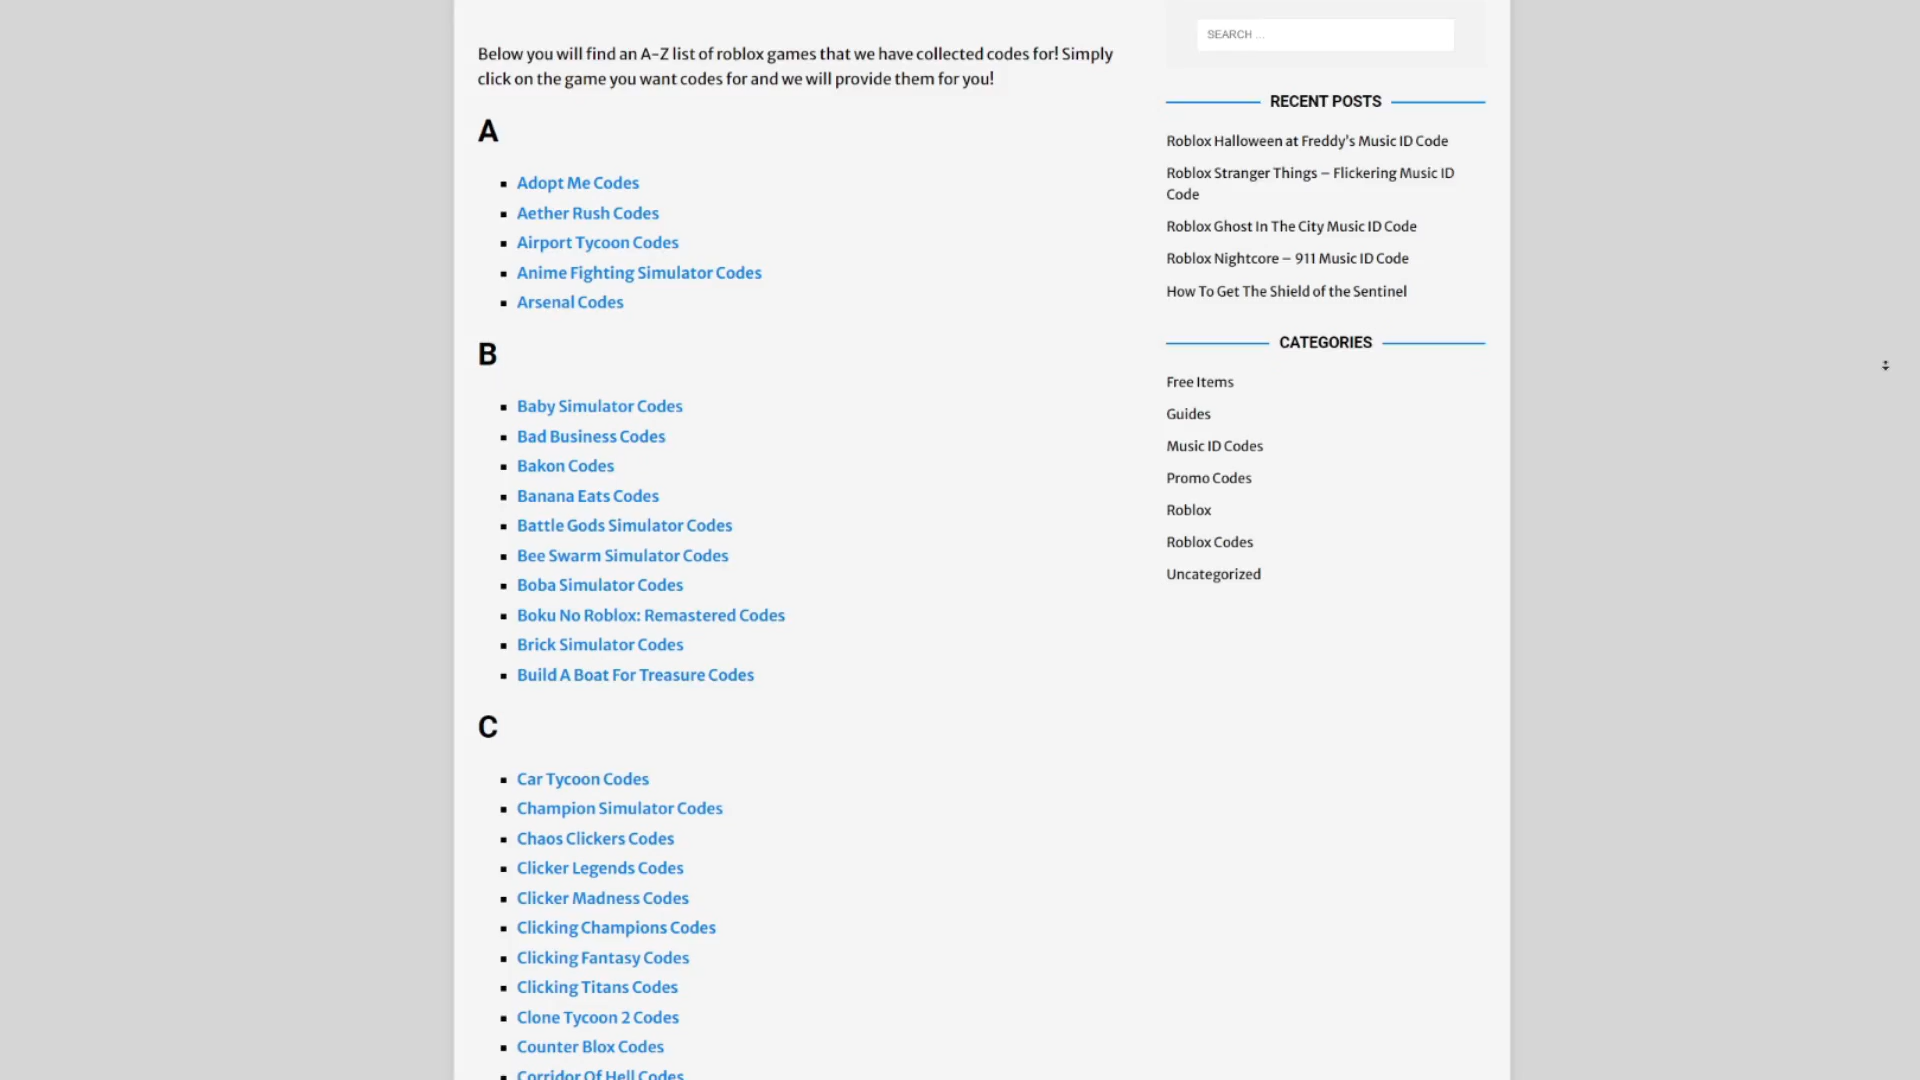 Below you will find an A-Z list of roblox games that we have collected codes for! Simply
click on the game you want codes for and we will provide them for you!
A
Adopt Me Codes
Aether Rush Codes
Airport Tycoon Codes
Anime Fighting Simulator Codes
Arsenal Codes
B
Baby Simulator Codes
Bad Business Codes
Bakon Codes
Banana Eats Codes
Battle Gods Simulator Codes
Bee Swarm Simulator Codes
Boba Simulator Codes
Boku No Roblox: Remastered Codes
Brick Simulator Codes
Build A Boat For Treasure Codes
C
Car Tycoon Codes
Champion Simulator Codes
Chaos Clickers Codes
Clicker Legends Codes
Clicker Madness Codes
Clicking Champions Codes
Clicking Fantasy Codes
Clicking Titans Codes
Clone Tycoon 2 Codes
Counter Blox Codes
Corridor Of Hell Codes
SEARCH ...
RECENT POSTS
Roblox Halloween at Freddy's Music ID Code
Roblox Stranger Things – Flickering Music ID
Code
Roblox Ghost In The City Music ID Code
Roblox Nightcore – 911 Music ID Code
How To Get The Shield of the Sentinel
CATEGORIES
Free Items
Guides
Music ID Codes
Promo Codes
Roblox
Roblox Codes
Uncategorized